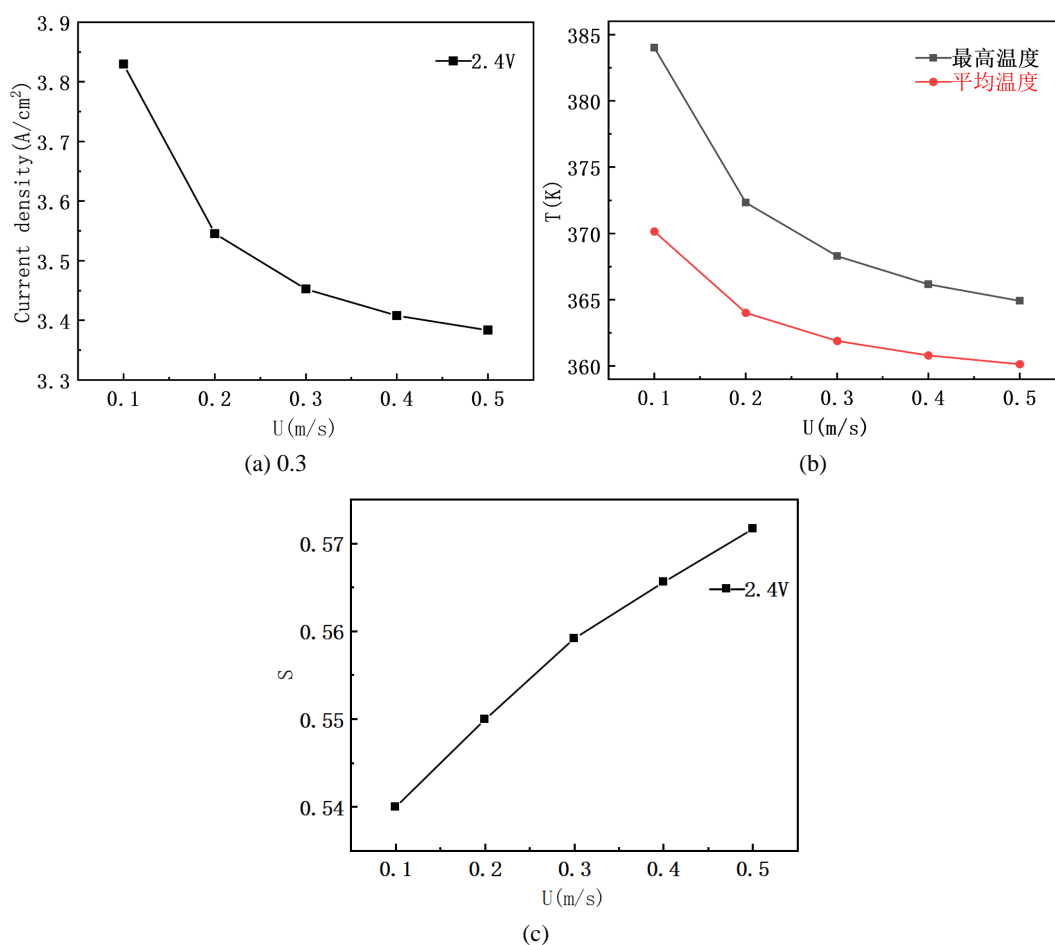 3.9
3.8
3.7
3.6
3.5
3.4
3.3
Current density(A/cm²)
2.4V
0.1 0.2 0.3 0.4 0.5
U(m/s)
(a) 0.3
385
380
375
370
365
360
T(K)
最高温度
平均温度
0.1 0.2 0.3 0.4 0.5
U(m/s)
(b)
0.57
0.56
0.55
0.54
S
2.4V
0.1 0.2 0.3 0.4 0.5
U(m/s)
(c)